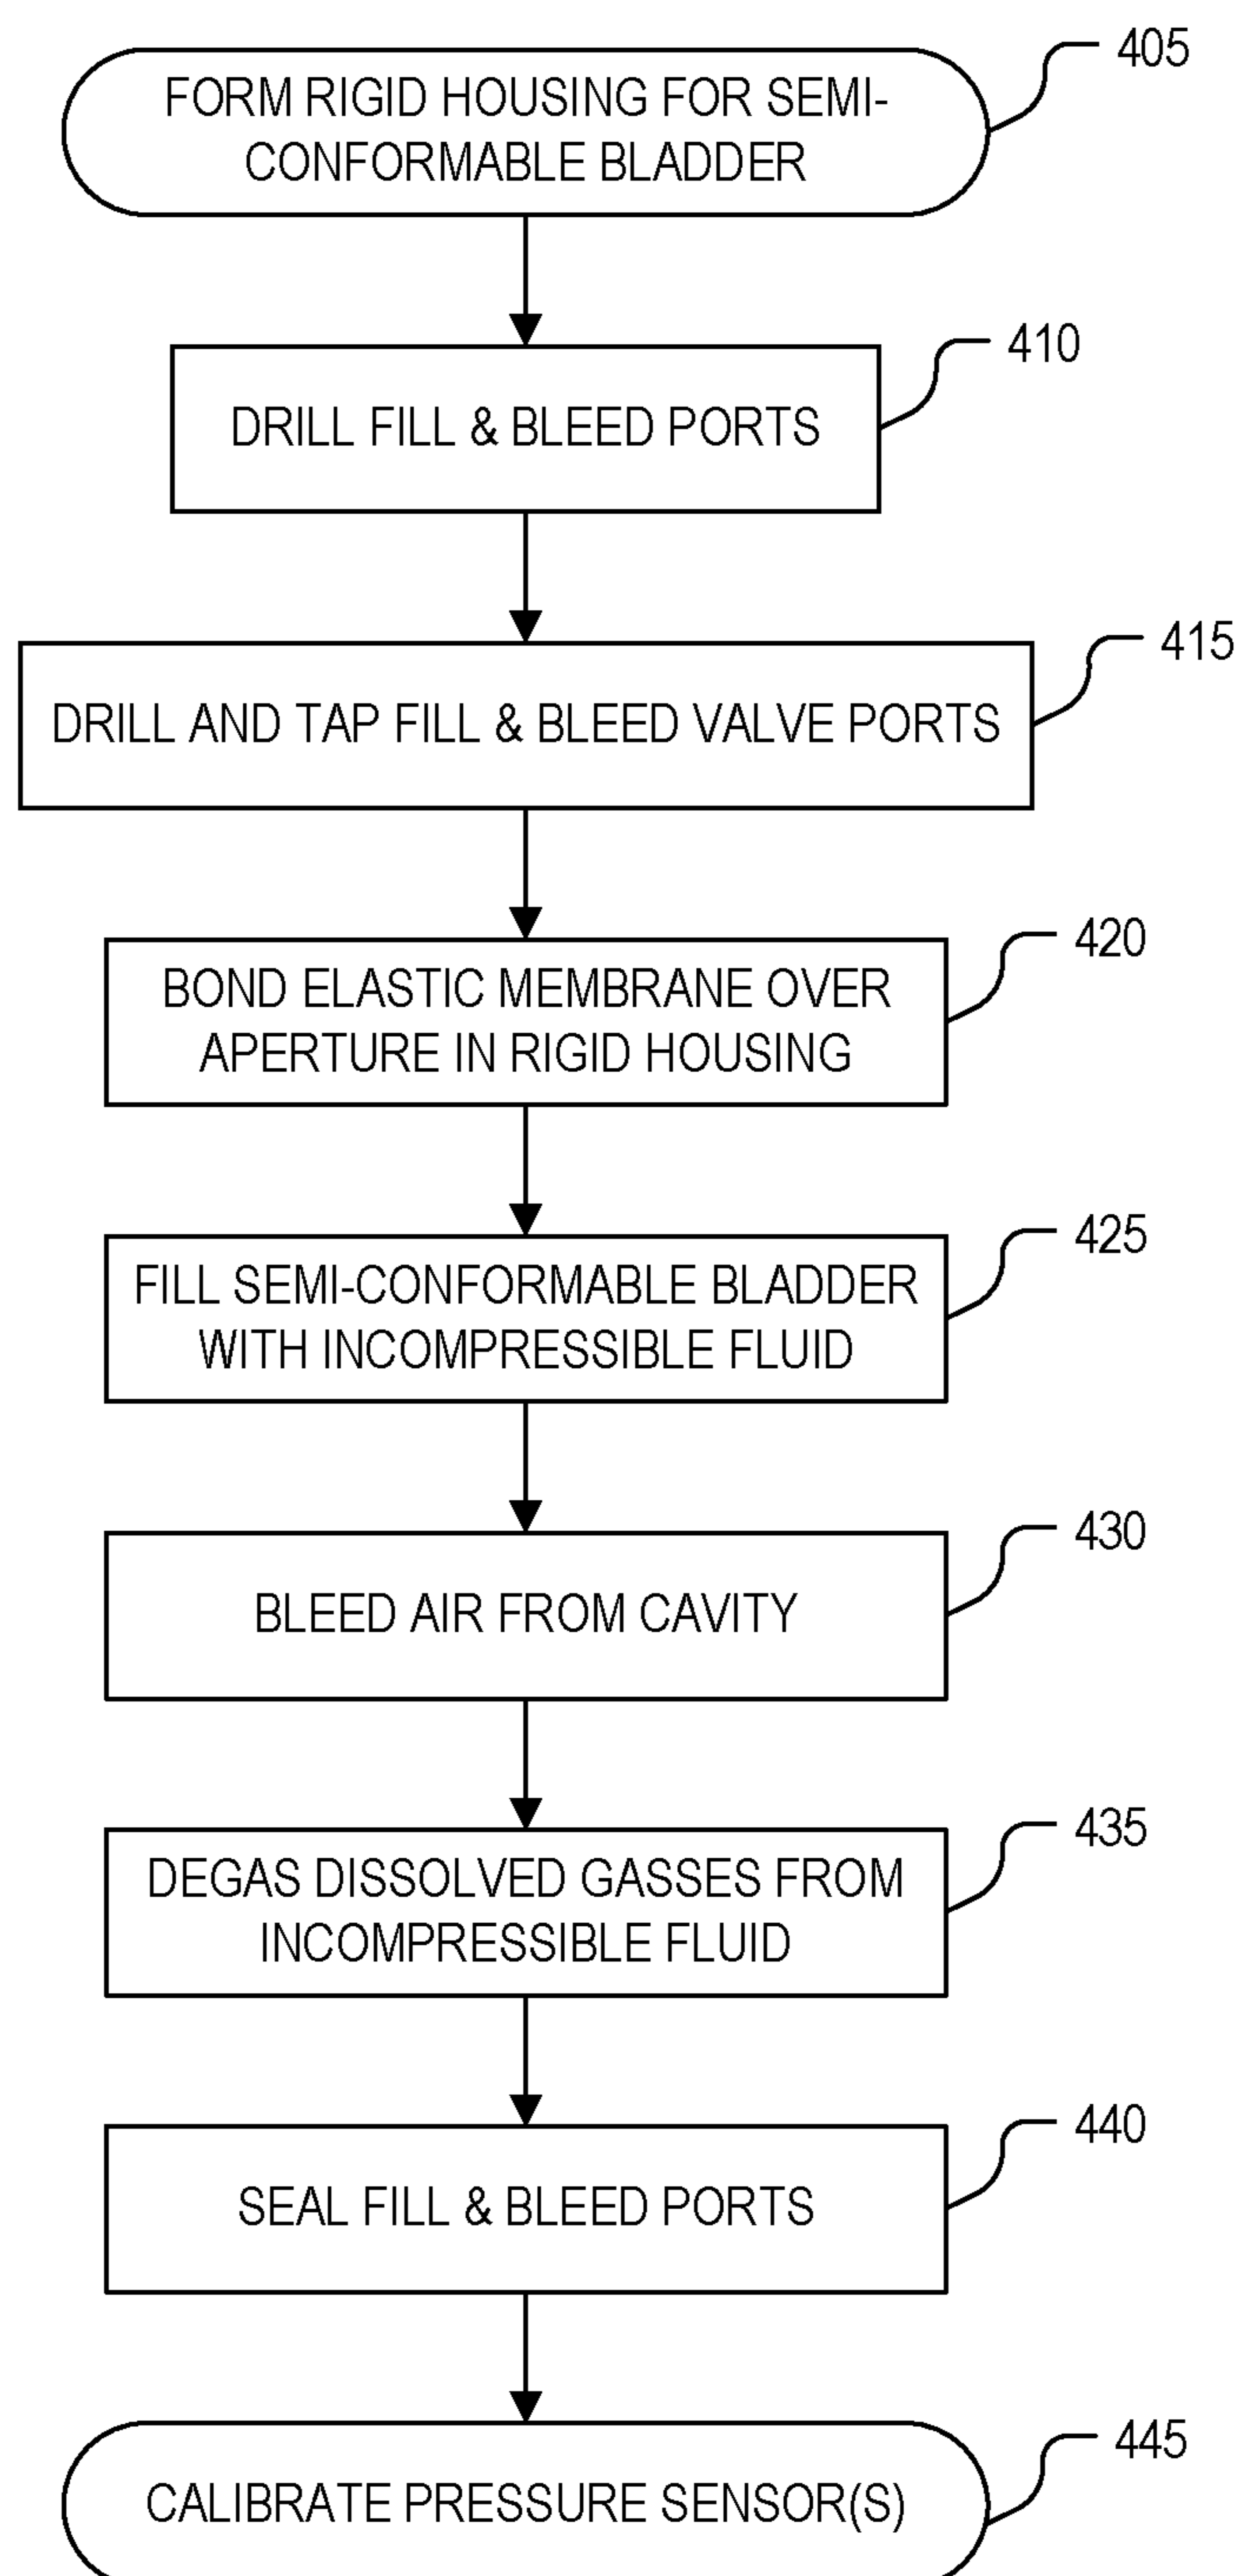 405
FORM RIGID HOUSING FOR SEMI-
CONFORMABLE BLADDER
410
DRILL FILL & BLEED PORTS
415
DRILL AND TAP FILL & BLEED VALVE PORTS
420
BOND ELASTIC MEMBRANE OVER
APERTURE IN RIGID HOUSING
425
FILL SEMI-CONFORMABLE BLADDER
WITH INCOMPRESSIBLE FLUID
430
BLEED AIR FROM CAVITY
435
DEGAS DISSOLVED GASSES FROM
INCOMPRESSIBLE FLUID
440
SEAL FILL & BLEED PORTS
445
CALIBRATE PRESSURE SENSOR(S)